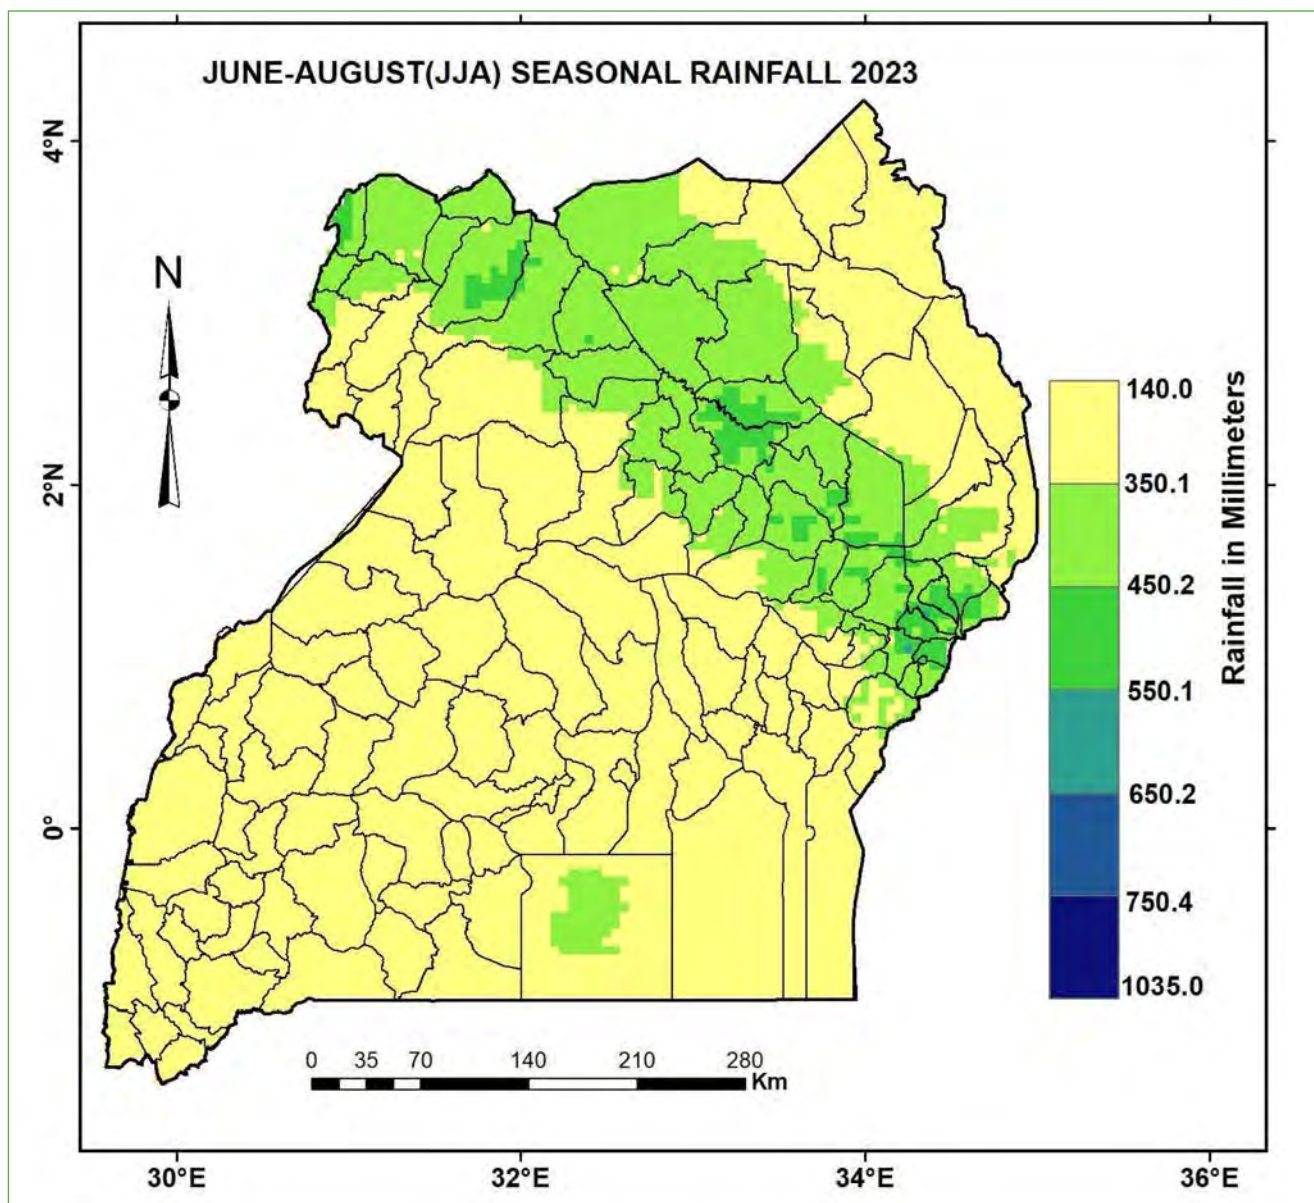 JUNE-AUGUST(JJA) SEASONAL RAINFALL 2023
4°N
N
2°N
0°
140.0
350.1
450.2
550.1
650.2
750.4
1035.0
Rainfall in Millimeters
0 35 70 140 210 280
Km
30°E 32°E 34°E 36°E